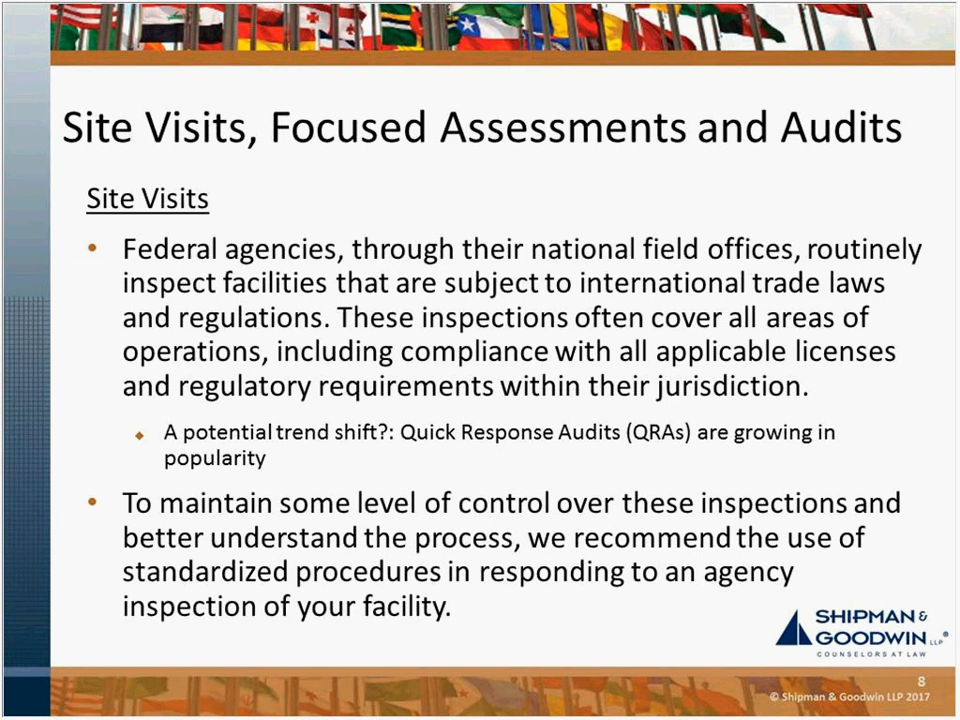 Site Visits, Focused Assessments and Audits
Site Visits
• Federal agencies, through their national field offices, routinely
inspect facilities that are subject to international trade laws
and regulations. These inspections often cover all areas of
operations, including compliance with all applicable licenses
and regulatory requirements within their jurisdiction.
◆ A potential trend shift?: Quick Response Audits (QRAs) are growing in
popularity
• To maintain some level of control over these inspections and
better understand the process, we recommend the use of
standardized procedures in responding to an agency
inspection of your facility.
SHIPMAN &
GOODWIN LLP®
COUNSELORS AT LAW
8
© Shipman & Goodwin LLP 2017